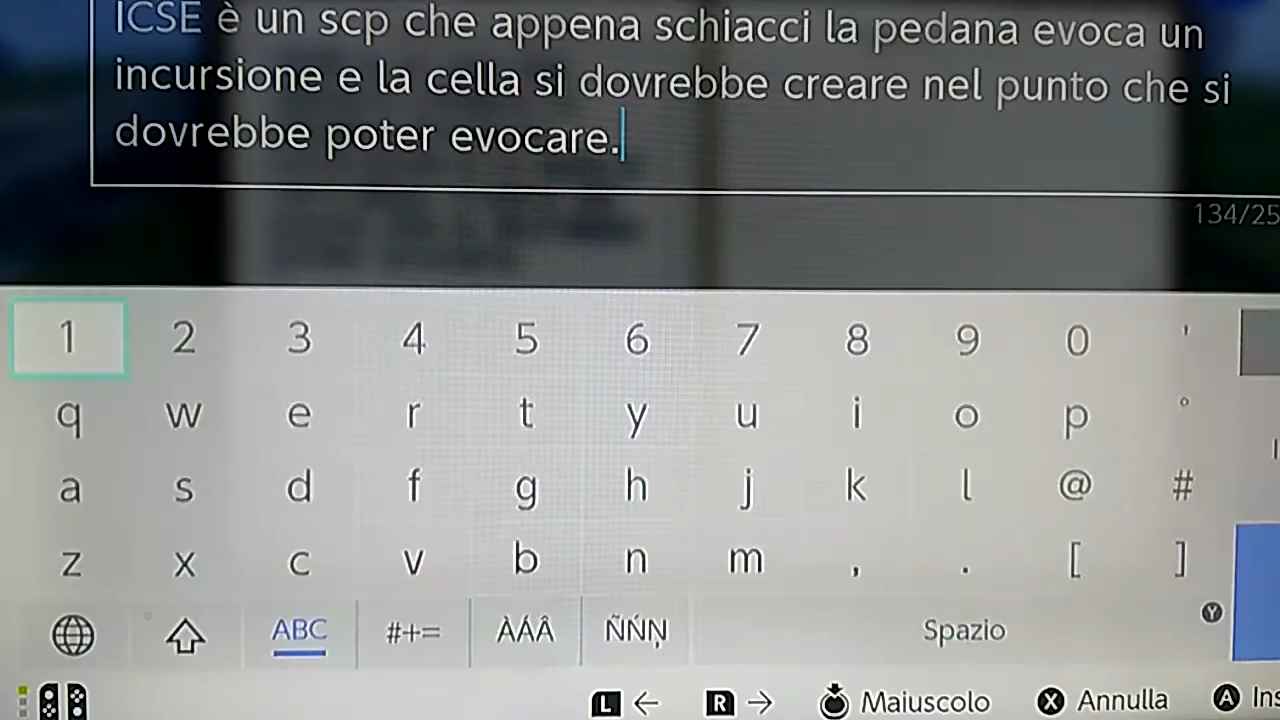 ICSE è un scp che appena schiacci la pedana evoca un
incursione e la cella si dovrebbe creare nel punto che si
dovrebbe poter evocare.
134/25
1 2 3 4 5 6 7 8 9 0 '
q w e r t y u i o p °
a s d f g h j k l @ #
z x c v b n m , . [ ]
ABC #+= ÀÁÂ ÑŃŅ Spazio Y
L ← R → Maiuscolo X Annulla A Ins